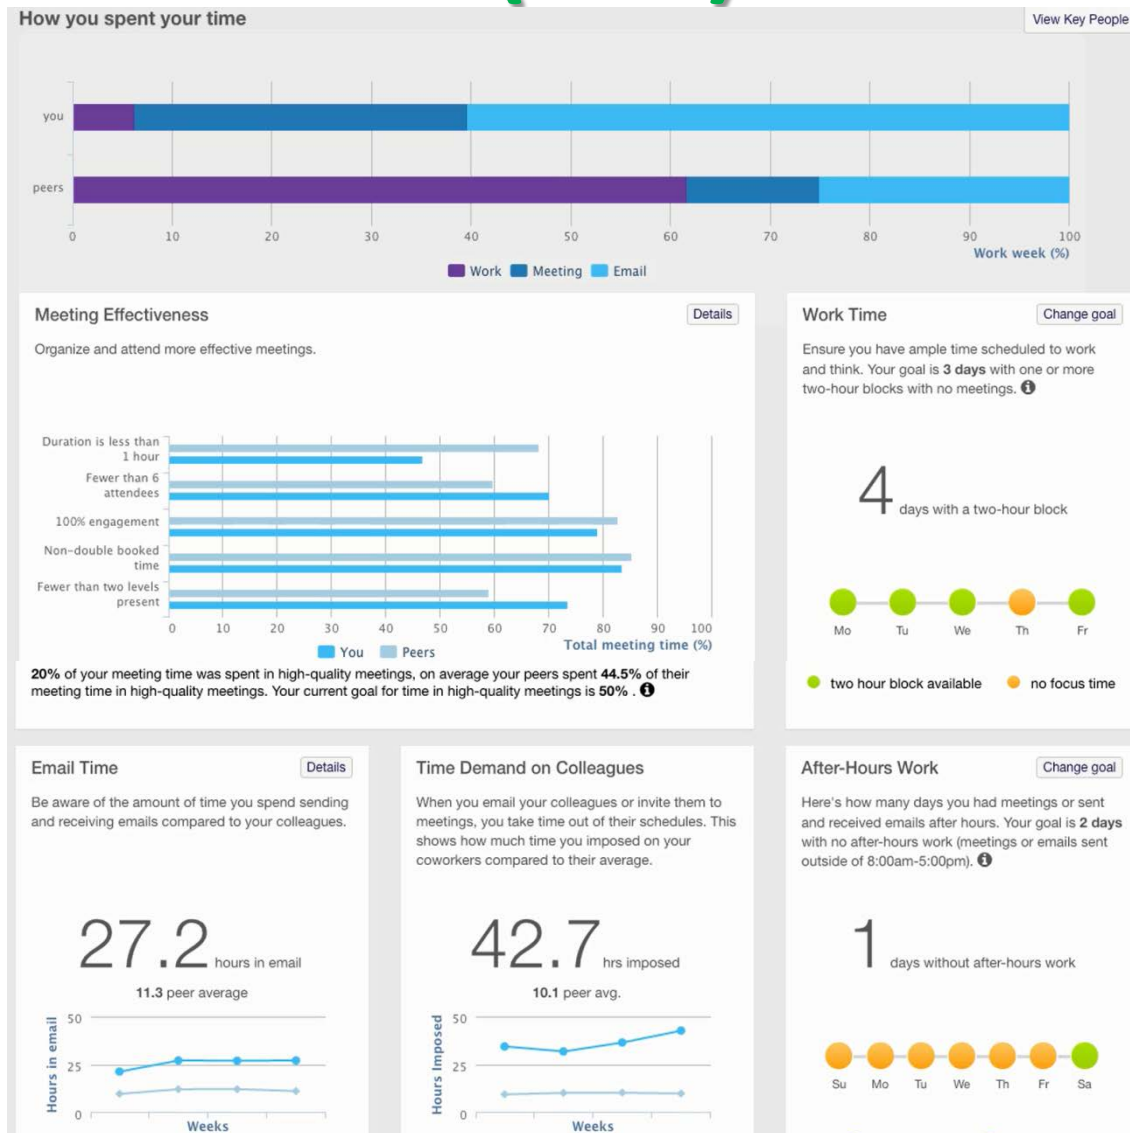 How you spent your time
View Key People
you
peers
0 10 20 30 40 50 60 70 80 90 100
Work week (%)
Work Meeting Email
Meeting Effectiveness
Details
Organize and attend more effective meetings.
Duration is less than
1 hour
Fewer than 6
attendees
100% engagement
Non-double booked
time
Fewer than two levels
present
0 10 20 30 40 50 60 70 80 90 100
Total meeting time (%)
You Peers
20% of your meeting time was spent in high-quality meetings, on average your peers spent 44.5% of their
meeting time in high-quality meetings. Your current goal for time in high-quality meetings is 50% .
Work Time
Change goal
Ensure you have ample time scheduled to work
and think. Your goal is 3 days with one or more
two-hour blocks with no meetings.
4 days with a two-hour block
Mo Tu We Th Fr
two hour block available no focus time
Email Time
Details
Be aware of the amount of time you spend sending
and receiving emails compared to your colleagues.
27.2 hours in email
11.3 peer average
Hours in email
50
25
0
Weeks
Time Demand on Colleagues
When you email your colleagues or invite them to
meetings, you take time out of their schedules. This
shows how much time you imposed on your
coworkers compared to their average.
42.7 hrs imposed
10.1 peer avg.
Hours Imposed
50
25
0
Weeks
After-Hours Work
Change goal
Here's how many days you had meetings or sent
and received emails after hours. Your goal is 2 days
with no after-hours work (meetings or emails sent
outside of 8:00am-5:00pm).
1 days without after-hours work
Su Mo Tu We Th Fr Sa